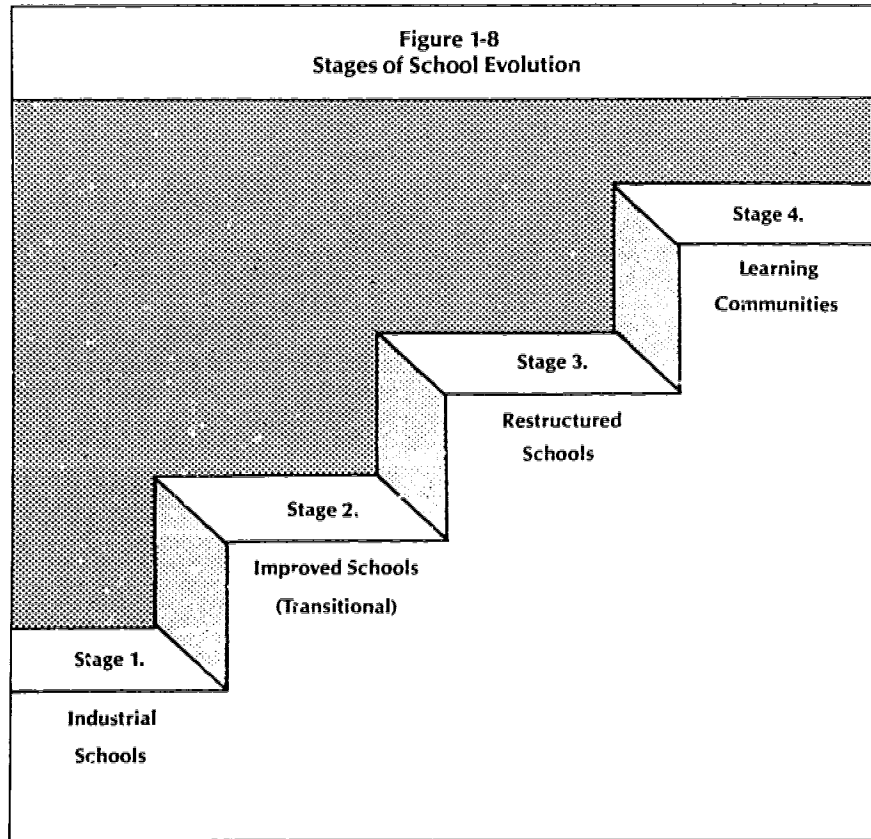 Figure 1-8
Stages of School Evolution
Stage 4.
Learning
Communities
Stage 3.
Restructured
Schools
Stage 2.
Improved Schools
(Transitional)
Stage 1.
Industrial
Schools